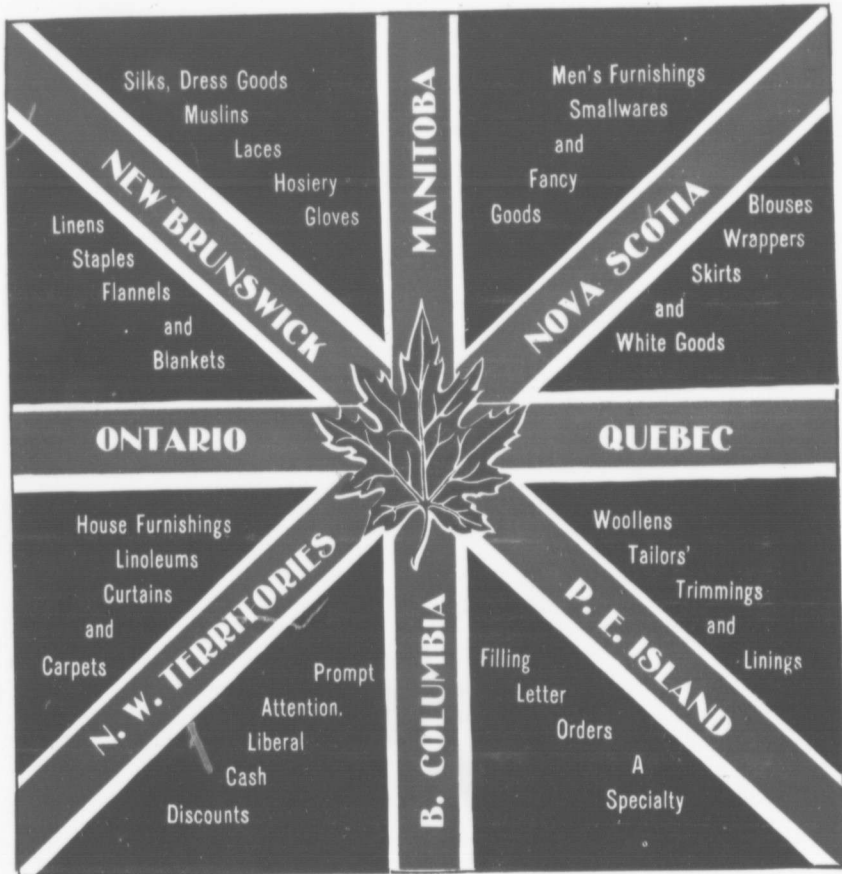 Silks, Dress Goods
Muslins
Laces
Hosiery
Gloves
MANITOBA
Men's Furnishings
Smallwares
and
Fancy
Goods
NEW BRUNSWICK
NOVA SCOTIA
Linens
Staples
Flannels
and
Blankets
Blouses
Wrappers
Skirts
and
White Goods
ONTARIO
QUEBEC
House Furnishings
Linoleums
Curtains
and
Carpets
N. W. TERRITORIES
Prompt
Attention.
Liberal
Cash
Discounts
B. COLUMBIA
Filling
Letter
Orders
A
Specialty
P. E. ISLAND
Woollens
Tailors'
Trimmings
and
Linings